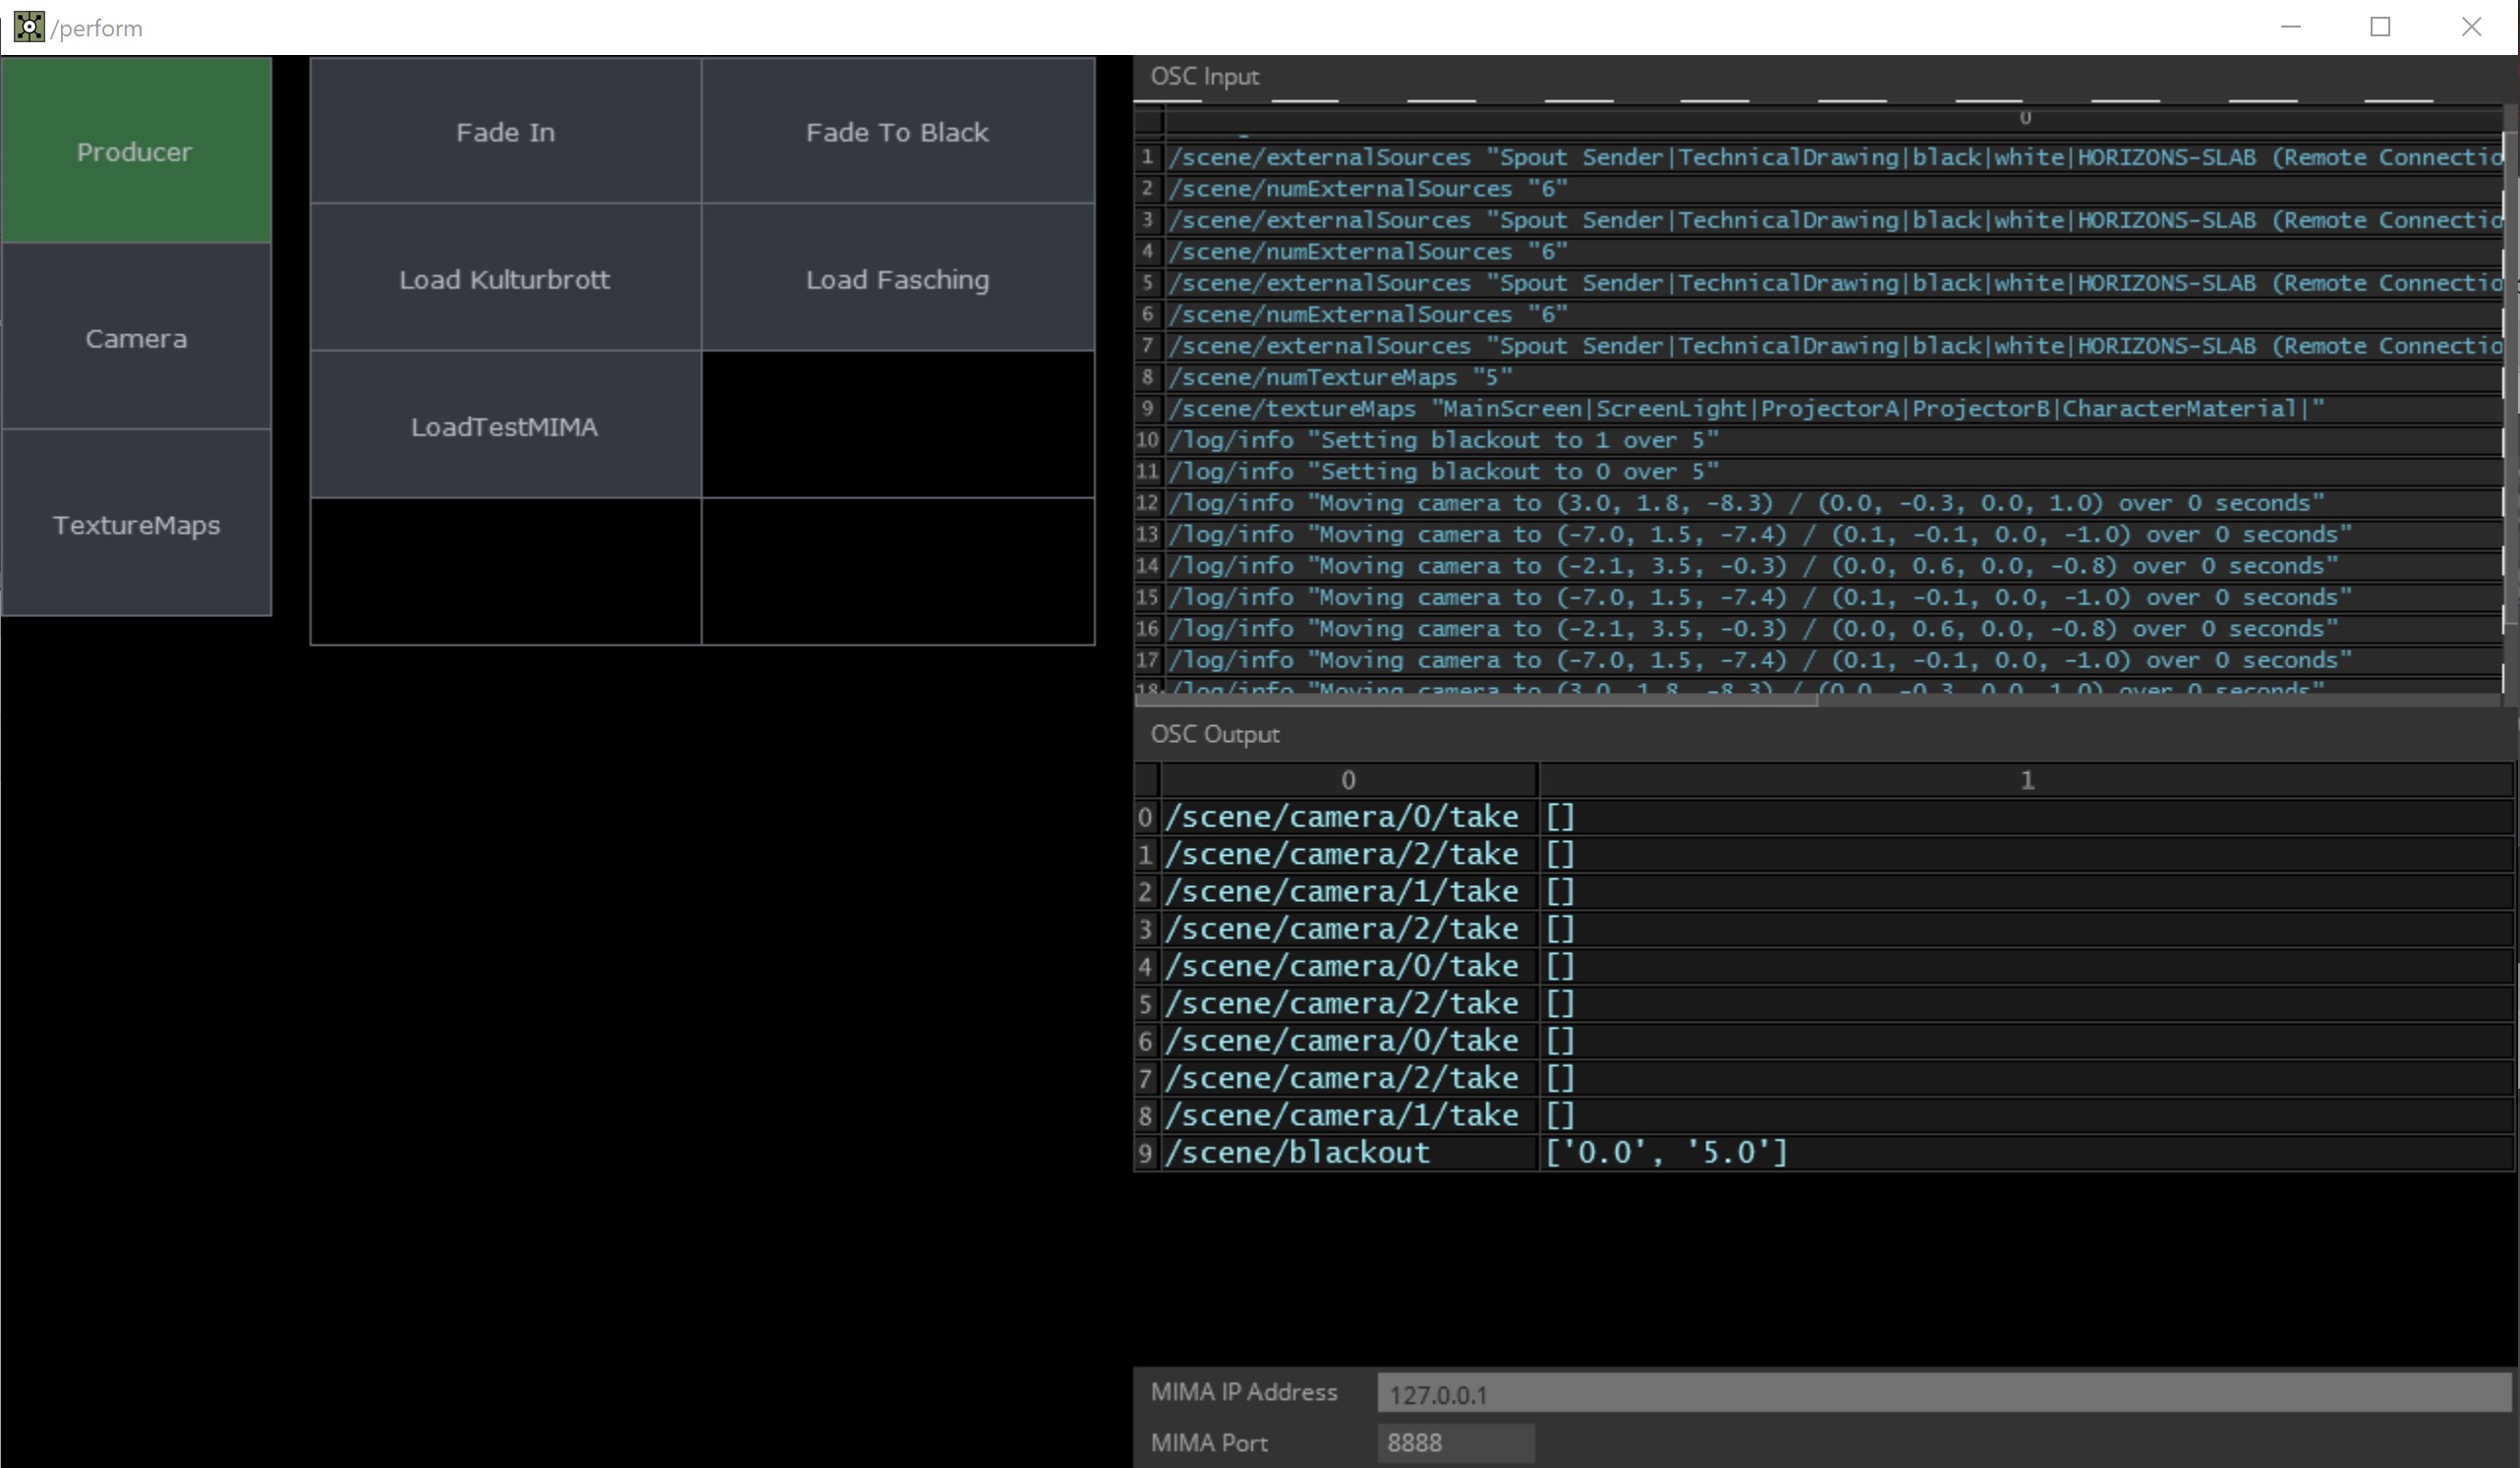 /perform
Producer
Camera
TextureMaps
Fade In
Fade To Black
Load Kulturbrott
Load Fasching
LoadTestMIMA
OSC Input
0
1 /scene/externalSources "Spout Sender|TechnicalDrawing|black|white|HORIZONS-SLAB (Remote Connectio
2 /scene/numExternalSources "6"
3 /scene/externalSources "Spout Sender|TechnicalDrawing|black|white|HORIZONS-SLAB (Remote Connectio
4 /scene/numExternalSources "6"
5 /scene/externalSources "Spout Sender|TechnicalDrawing|black|white|HORIZONS-SLAB (Remote Connectio
6 /scene/numExternalSources "6"
7 /scene/externalSources "Spout Sender|TechnicalDrawing|black|white|HORIZONS-SLAB (Remote Connectio
8 /scene/numTextureMaps "5"
9 /scene/textureMaps "MainScreen|ScreenLight|ProjectorA|ProjectorB|CharacterMaterial|"
10 /log/info "Setting blackout to 1 over 5"
11 /log/info "Setting blackout to 0 over 5"
12 /log/info "Moving camera to (3.0, 1.8, -8.3) / (0.0, -0.3, 0.0, 1.0) over 0 seconds"
13 /log/info "Moving camera to (-7.0, 1.5, -7.4) / (0.1, -0.1, 0.0, -1.0) over 0 seconds"
14 /log/info "Moving camera to (-2.1, 3.5, -0.3) / (0.0, 0.6, 0.0, -0.8) over 0 seconds"
15 /log/info "Moving camera to (-7.0, 1.5, -7.4) / (0.1, -0.1, 0.0, -1.0) over 0 seconds"
16 /log/info "Moving camera to (-2.1, 3.5, -0.3) / (0.0, 0.6, 0.0, -0.8) over 0 seconds"
17 /log/info "Moving camera to (-7.0, 1.5, -7.4) / (0.1, -0.1, 0.0, -1.0) over 0 seconds"
18 /log/info "Moving camera to (3.0, 1.8, -8.3) / (0.0, -0.3, 0.0, 1.0) over 0 seconds"
OSC Output
0 1
0 /scene/camera/0/take []
1 /scene/camera/2/take []
2 /scene/camera/1/take []
3 /scene/camera/2/take []
4 /scene/camera/0/take []
5 /scene/camera/2/take []
6 /scene/camera/0/take []
7 /scene/camera/2/take []
8 /scene/camera/1/take []
9 /scene/blackout ['0.0', '5.0']
MIMA IP Address 127.0.0.1
MIMA Port 8888